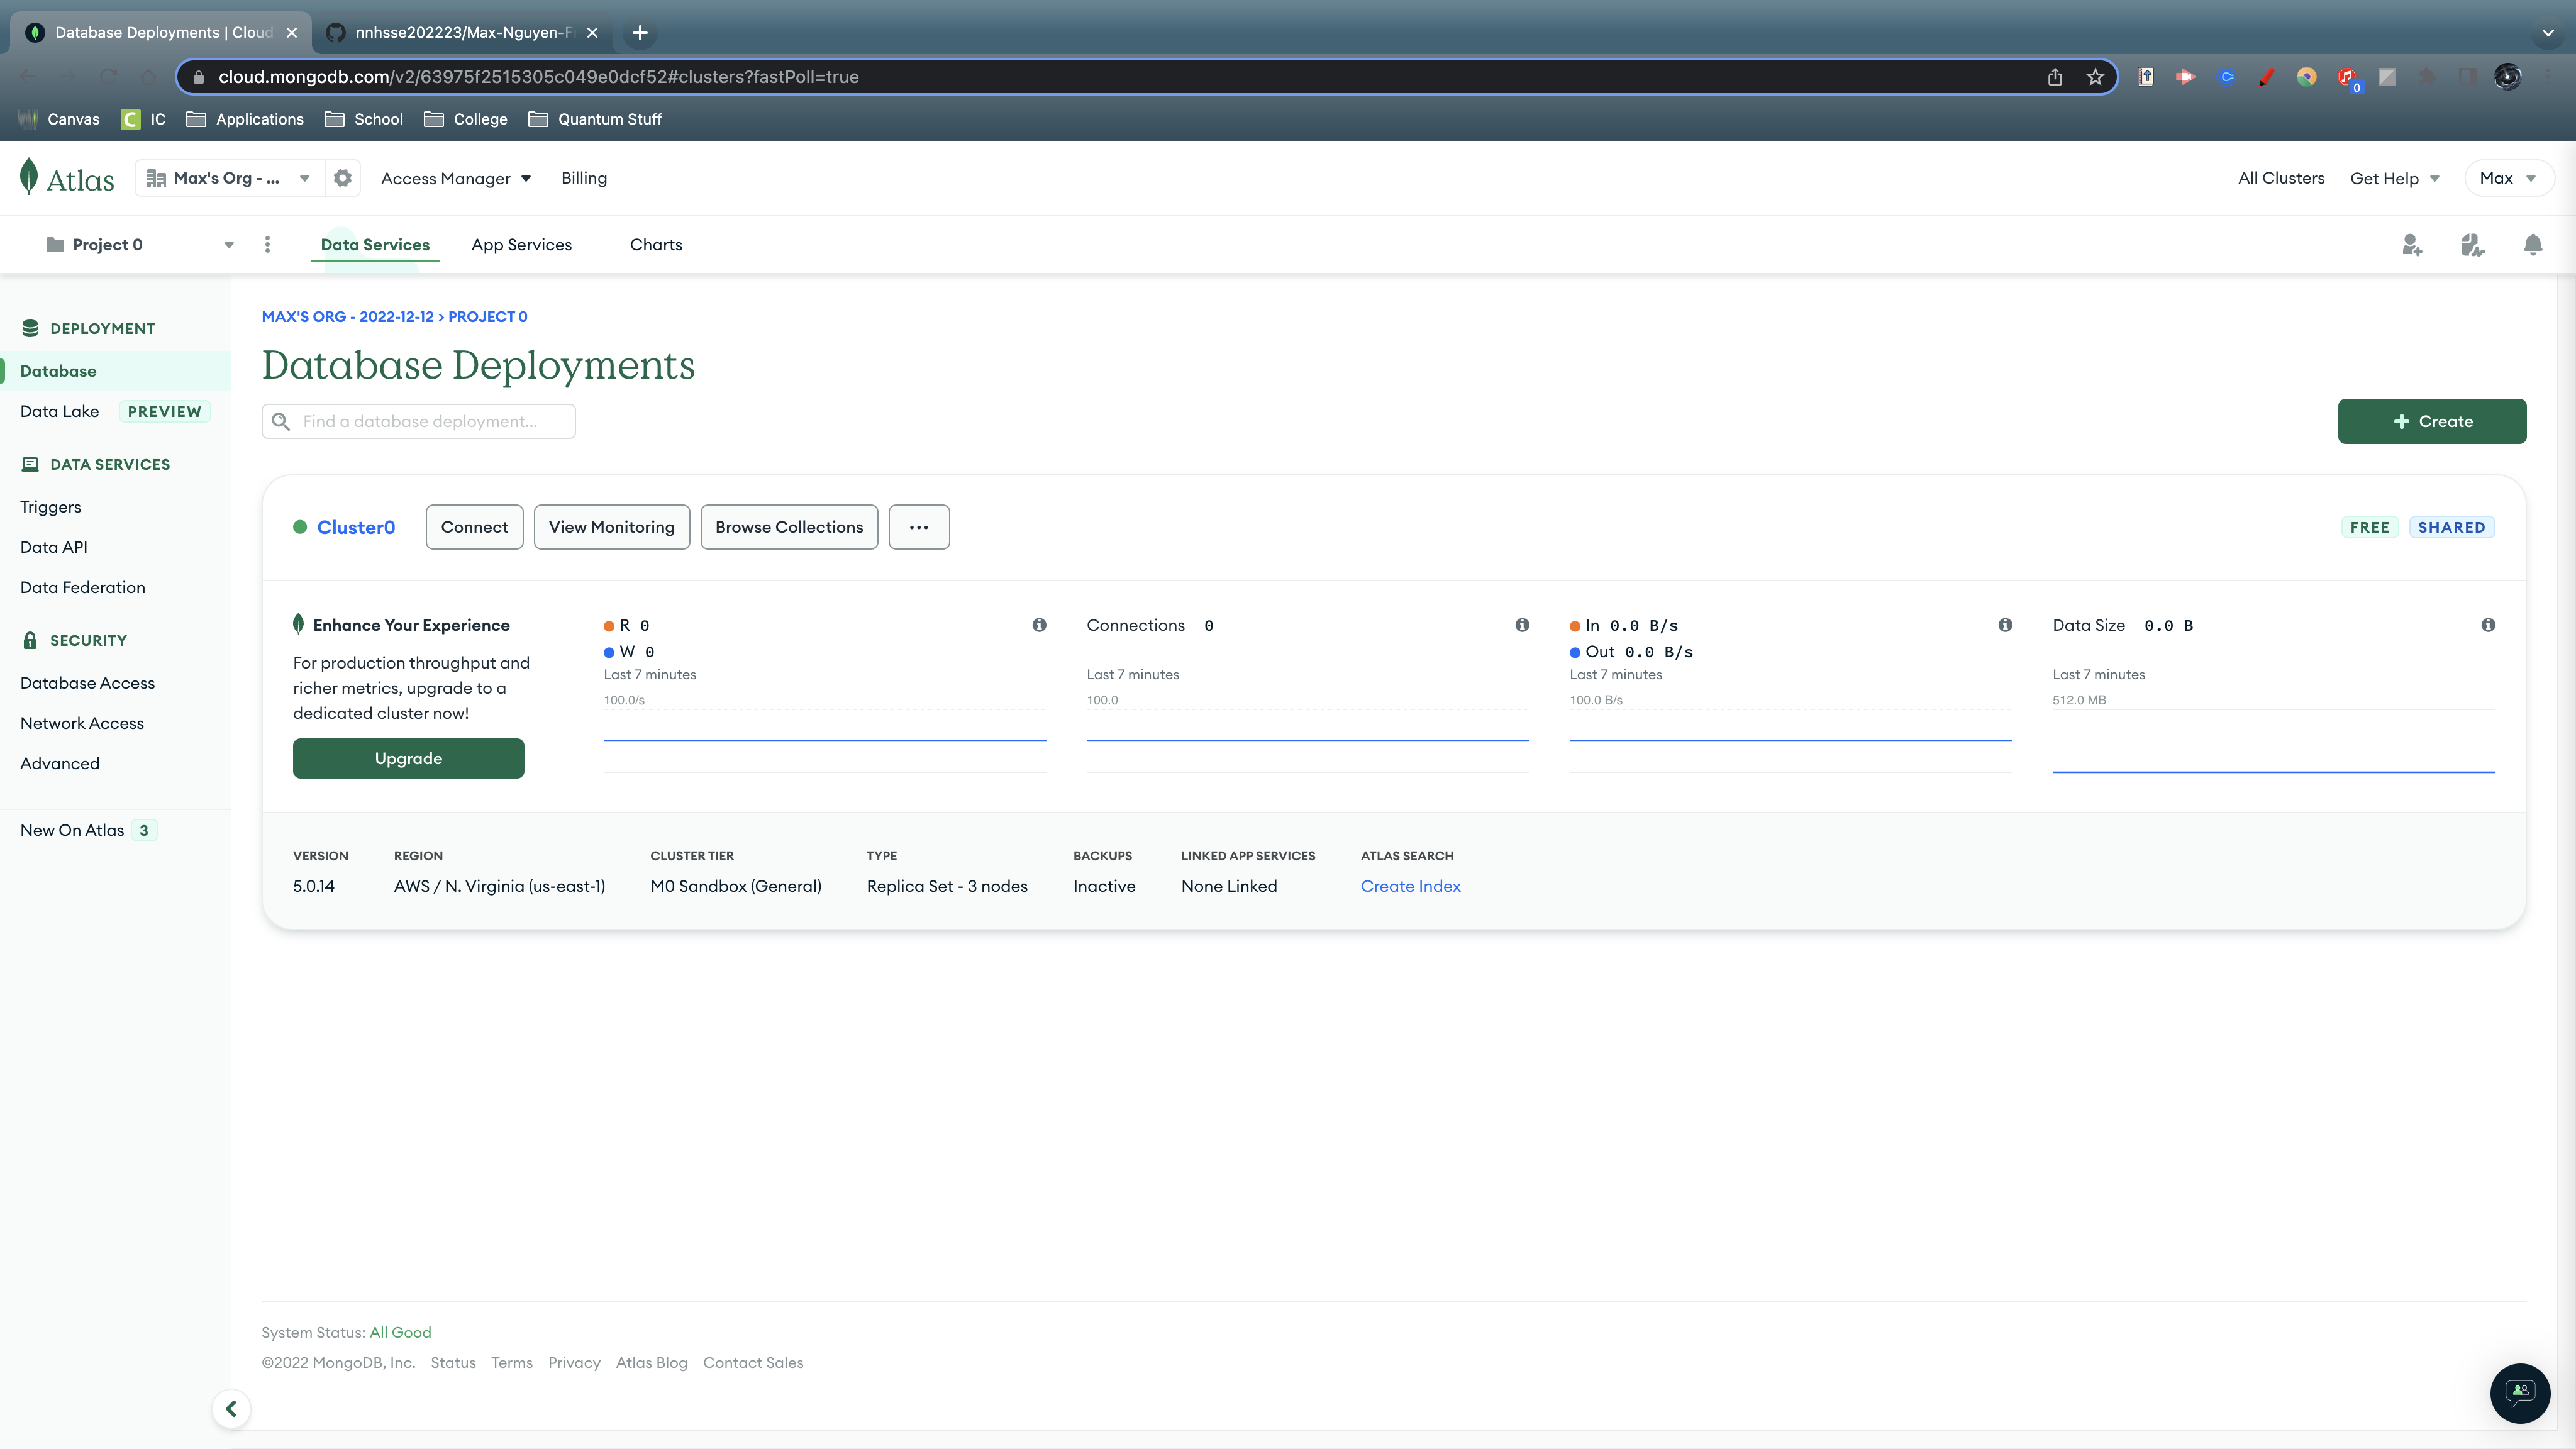 Database Deployments | Cloud
nnhsse202223/Max-Nguyen-F
cloud.mongodb.com/v2/63975f2515305c049e0dcf52#clusters?fastPoll=true
0
Canvas IC Applications School College Quantum Stuff
Atlas Max's Org - ... Access Manager Billing All Clusters Get Help Max
Project 0 Data Services App Services Charts
DEPLOYMENT
Database
Data Lake PREVIEW
DATA SERVICES
Triggers
Data API
Data Federation
SECURITY
Database Access
Network Access
Advanced
New On Atlas 3
MAX'S ORG - 2022-12-12 > PROJECT 0
Database Deployments
Find a database deployment...
+ Create
Cluster0 Connect View Monitoring Browse Collections ... FREE SHARED
Enhance Your Experience
For production throughput and
richer metrics, upgrade to a
dedicated cluster now!
Upgrade
R 0
W 0
Last 7 minutes
100.0/s
Connections 0
Last 7 minutes
100.0
In 0.0 B/s
Out 0.0 B/s
Last 7 minutes
100.0 B/s
Data Size 0.0 B
Last 7 minutes
512.0 MB
VERSION REGION CLUSTER TIER TYPE BACKUPS LINKED APP SERVICES ATLAS SEARCH
5.0.14 AWS / N. Virginia (us-east-1) M0 Sandbox (General) Replica Set - 3 nodes Inactive None Linked Create Index
System Status: All Good
©2022 MongoDB, Inc. Status Terms Privacy Atlas Blog Contact Sales